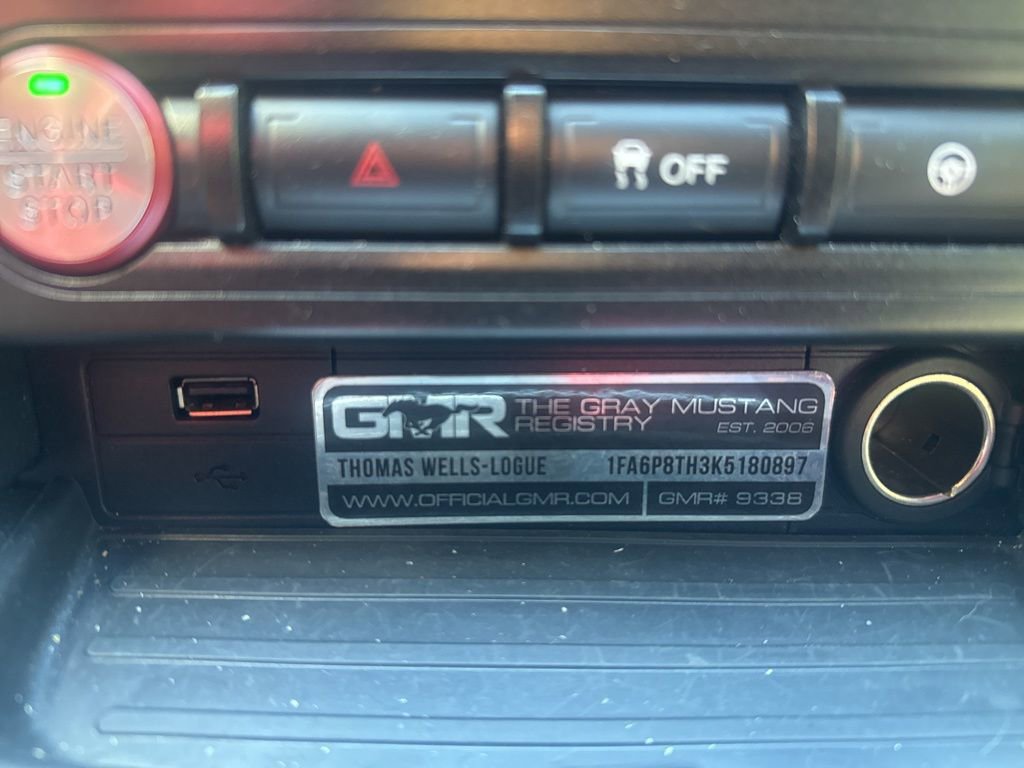 ENGINE
START
STOP
OFF
GMR
THE GRAY MUSTANG
REGISTRY
EST. 2006
THOMAS WELLS-LOGUE 1FA6P8TH3K5180897
WWW.OFFICIALGMR.COM GMR# 9338